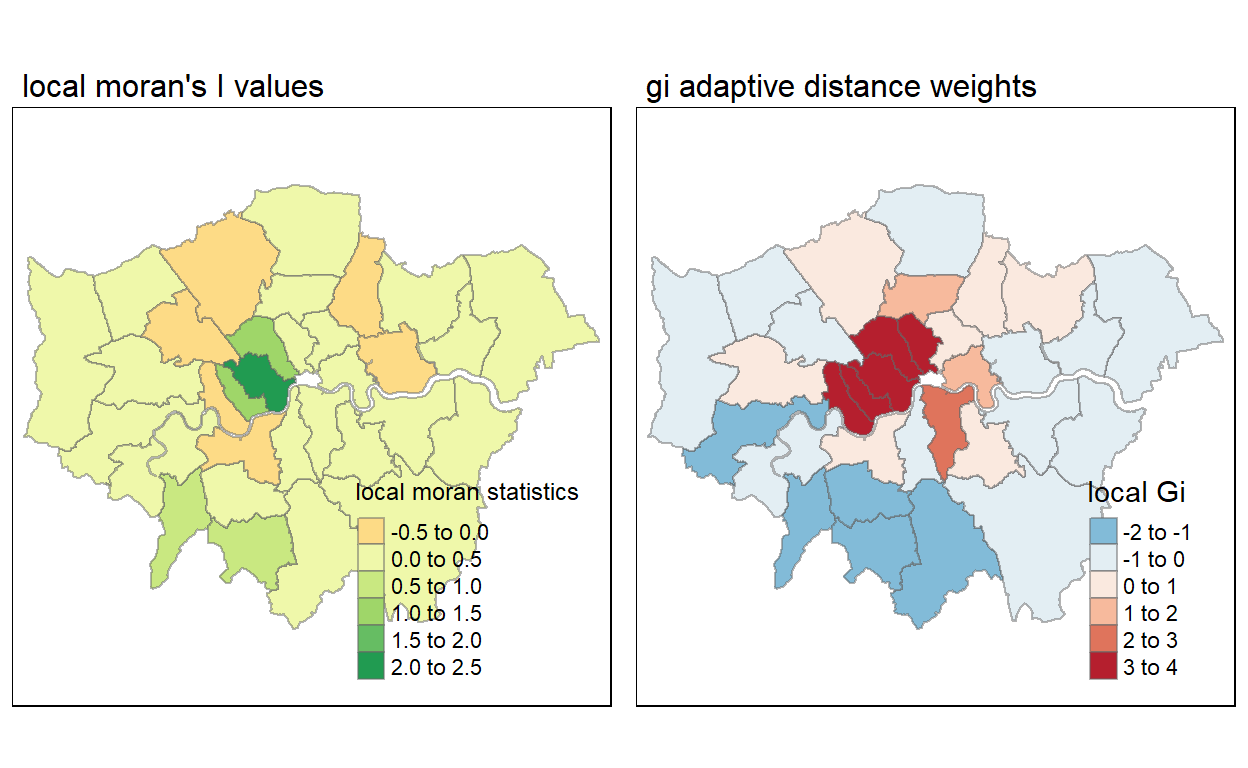 local moran's I values
gi adaptive distance weights
local moran statistics
-0.5 to 0.0
0.0 to 0.5
0.5 to 1.0
1.0 to 1.5
1.5 to 2.0
2.0 to 2.5
local Gi
-2 to -1
-1 to 0
0 to 1
1 to 2
2 to 3
3 to 4